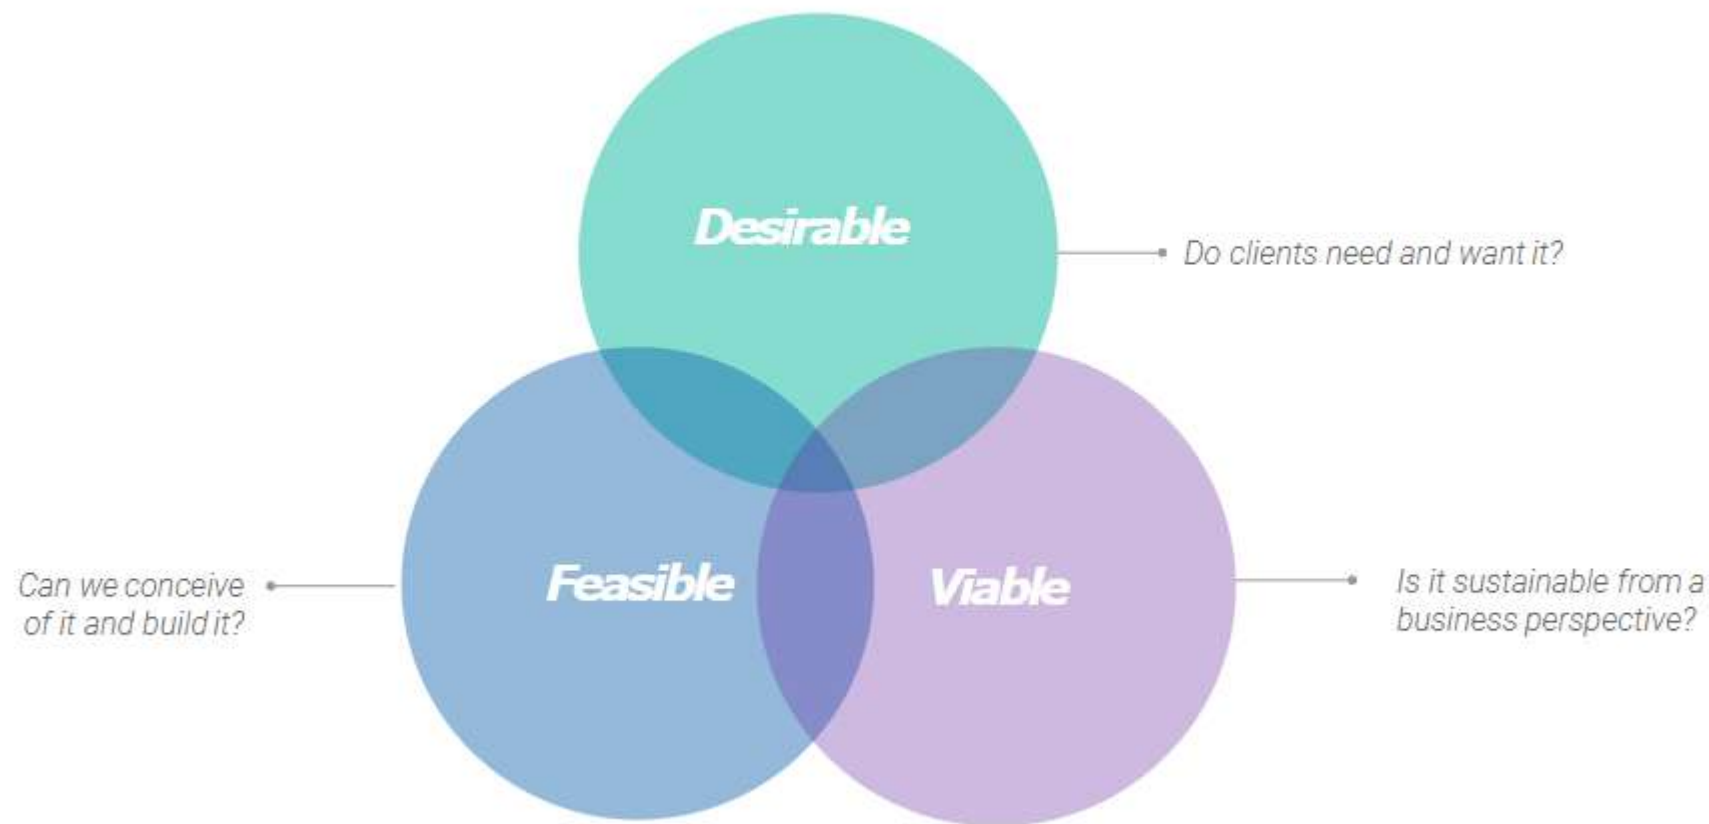 Desirable
Do clients need and want it?
Feasible
Can we conceive
of it and build it?
Viable
Is it sustainable from a
business perspective?